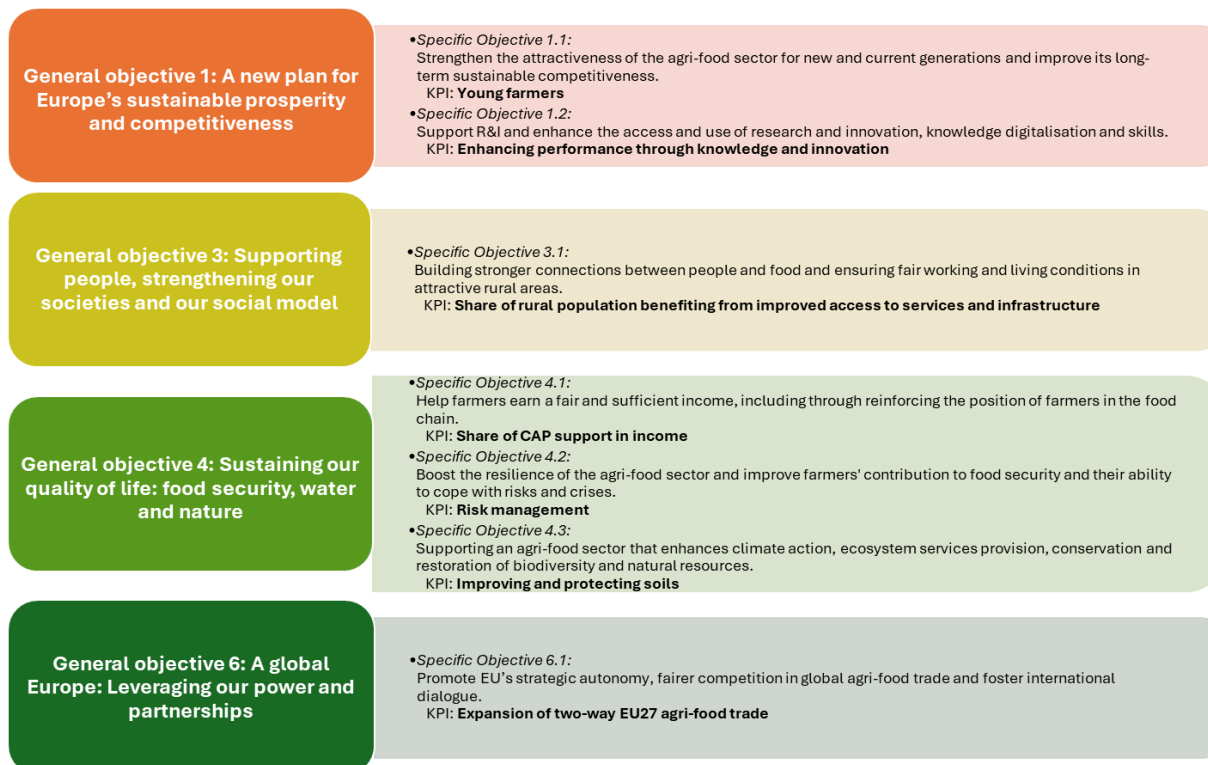 General objective 1: A new plan for
Europe's sustainable prosperity
and competitiveness
•Specific Objective 1.1:
Strengthen the attractiveness of the agri-food sector for new and current generations and improve its long-
term sustainable competitiveness.
KPI: Young farmers
•Specific Objective 1.2:
Support R&I and enhance the access and use of research and innovation, knowledge digitalisation and skills.
KPI: Enhancing performance through knowledge and innovation
General objective 3: Supporting
people, strengthening our
societies and our social model
•Specific Objective 3.1:
Building stronger connections between people and food and ensuring fair working and living conditions in
attractive rural areas.
KPI: Share of rural population benefiting from improved access to services and infrastructure
General objective 4: Sustaining our
quality of life: food security, water
and nature
•Specific Objective 4.1:
Help farmers earn a fair and sufficient income, including through reinforcing the position of farmers in the food
chain.
KPI: Share of CAP support in income
•Specific Objective 4.2:
Boost the resilience of the agri-food sector and improve farmers' contribution to food security and their ability
to cope with risks and crises.
KPI: Risk management
•Specific Objective 4.3:
Supporting an agri-food sector that enhances climate action, ecosystem services provision, conservation and
restoration of biodiversity and natural resources.
KPI: Improving and protecting soils
General objective 6: A global
Europe: Leveraging our power and
partnerships
•Specific Objective 6.1:
Promote EU's strategic autonomy, fairer competition in global agri-food trade and foster international
dialogue.
KPI: Expansion of two-way EU27 agri-food trade